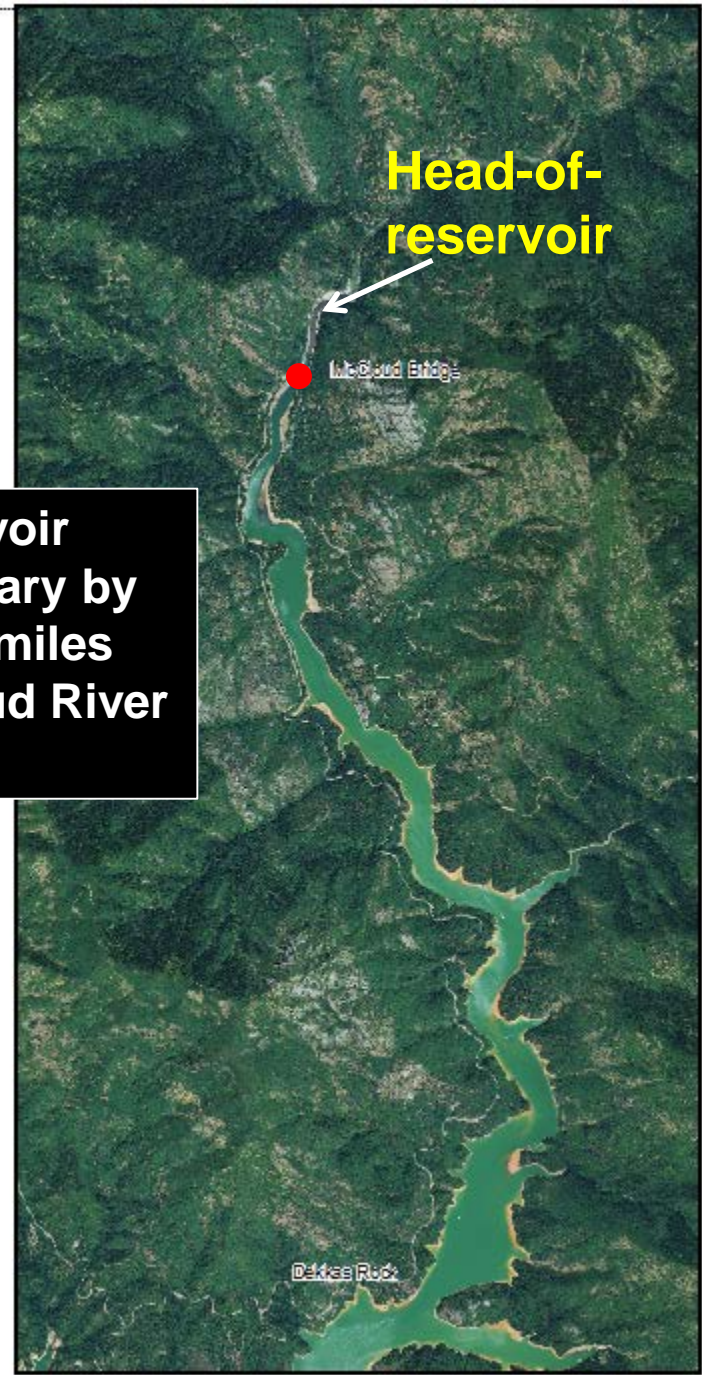 Head-of-
reservoir
McCloud Bridge
voir
ary by
miles
ud River
Dekkas Rock